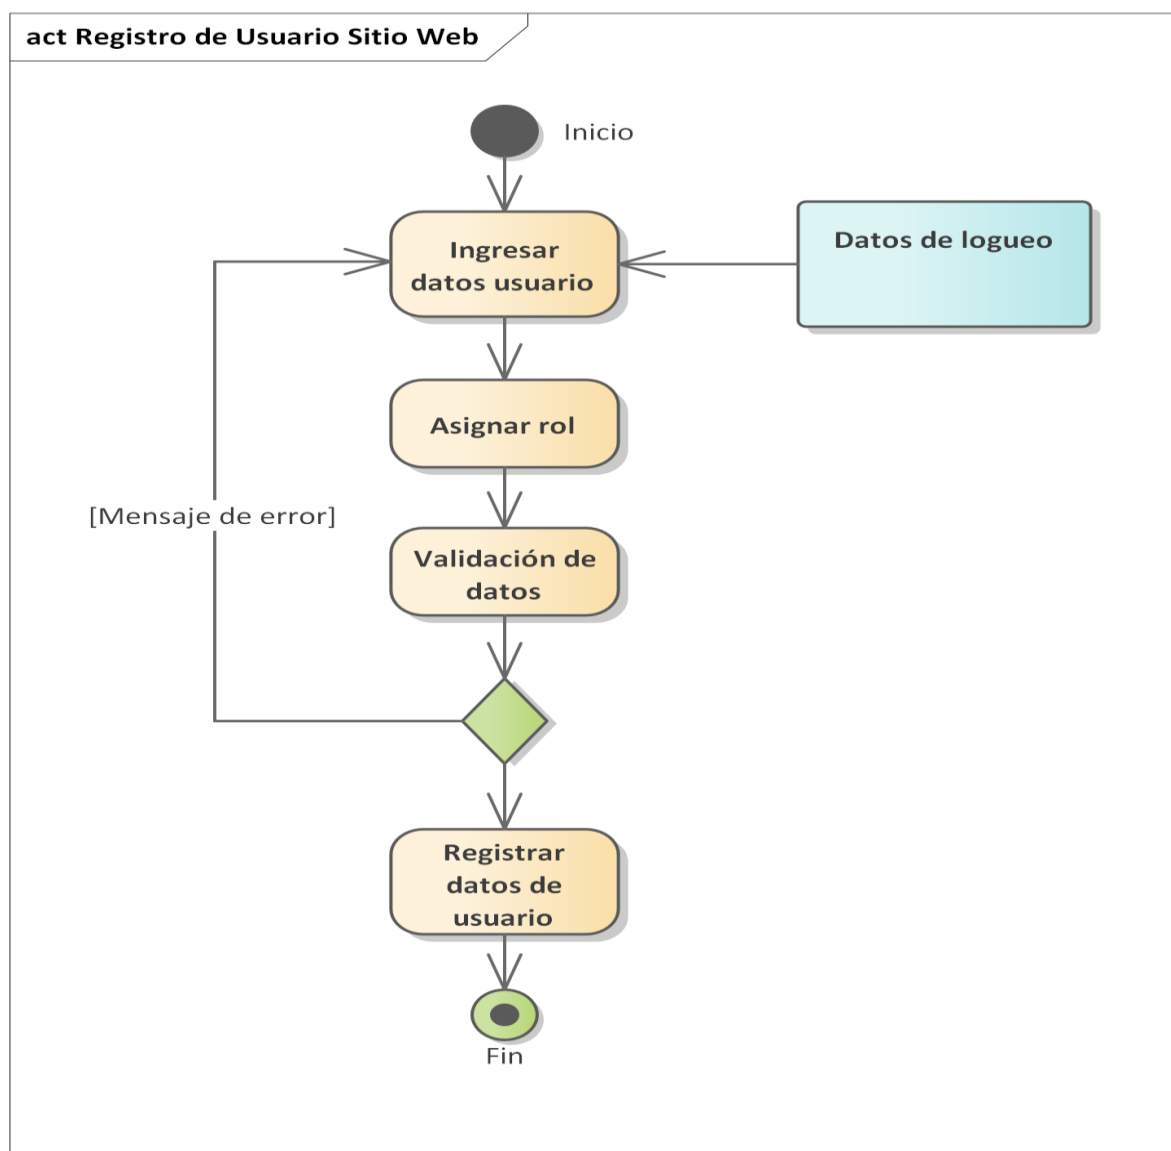 act Registro de Usuario Sitio Web
Inicio
Ingresar
datos usuario
Datos de logueo
Asignar rol
[Mensaje de error]
Validación de
datos
Registrar
datos de
usuario
Fin